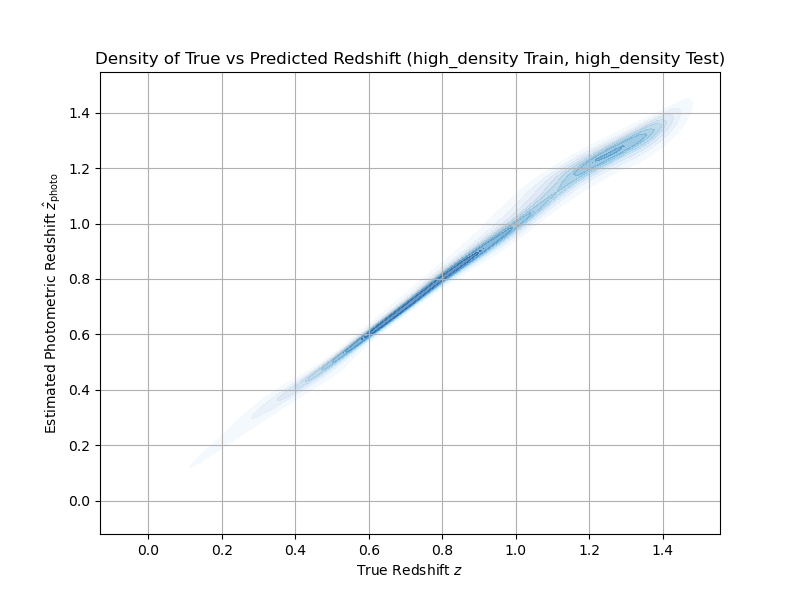 Density of True vs Predicted Redshift (high_density Train, high_density Test)
Estimated Photometric Redshift ẑphoto
1.4
1.2
1.0
0.8
0.6
0.4
0.2
0.0
0.0 0.2 0.4 0.6 0.8 1.0 1.2 1.4
True Redshift z